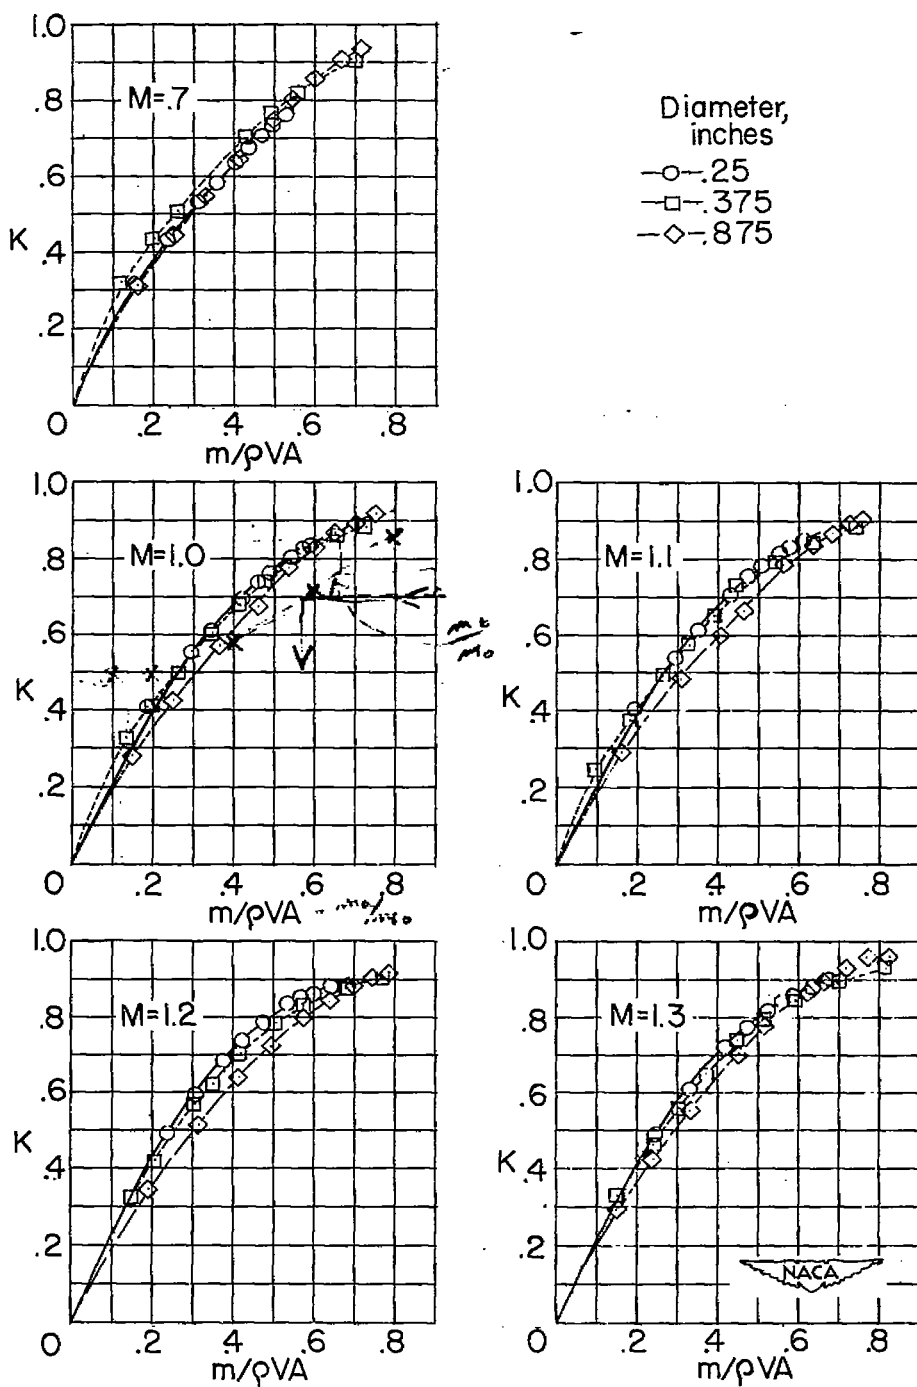 1.0
.8
.6
K
.4
.2
0
M=.7
.2 .4 .6 .8
m/ρVA
Diameter,
inches
.25
.375
.875
1.0
.8
.6
K
.4
.2
0
M=1.0
.2 .4 .6 .8
m/ρVA
1.0
.8
.6
K
.4
.2
0
M=1.1
.2 .4 .6 .8
m/ρVA
1.0
.8
.6
K
.4
.2
0
M=1.2
.2 .4 .6 .8
m/ρVA
1.0
.8
.6
K
.4
.2
0
M=1.3
.2 .4 .6 .8
m/ρVA
NACA